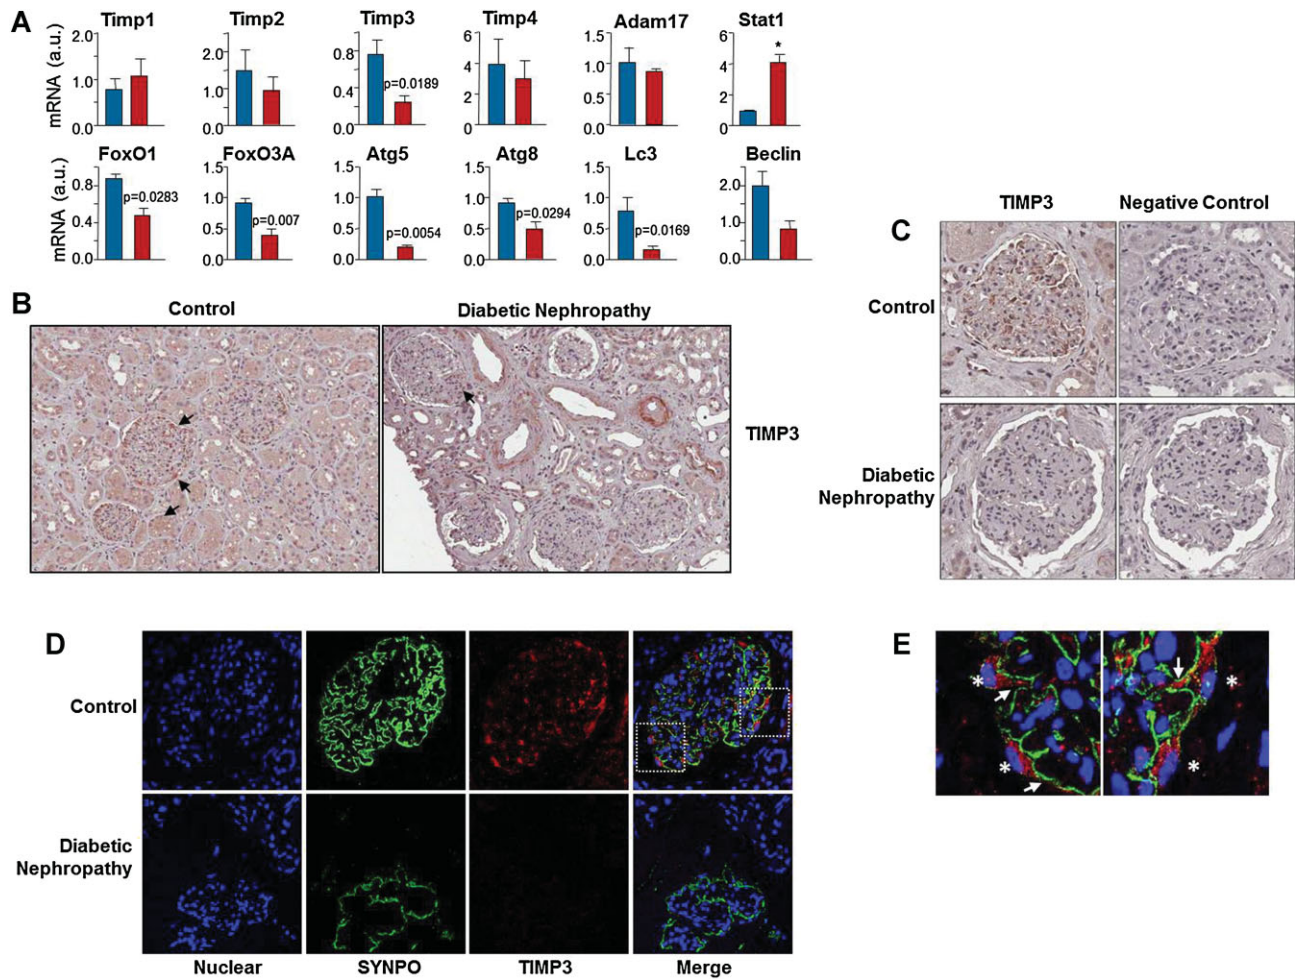 A
Timp1 Timp2 Timp3 Timp4 Adam17 Stat1
mRNA (a.u.)
2.0 1.0 0.0
2.0 1.0 0.0
0.8 0.4 0.0
p=0.0189
6 4 2 0
1.5 1.0 0.5 0.0
6 4 2 0
*
FoxO1 FoxO3A Atg5 Atg8 Lc3 Beclin
mRNA (a.u.)
0.8 0.4 0.0
p=0.0283
1.5 1.0 0.5 0.0
p=0.007
1.5 1.0 0.5 0
p=0.0054
1.5 1.0 0.5 0.0
p=0.0294
1.5 1.0 0.5 0
p=0.0169
2.0 1.0 0.0
B
Control Diabetic Nephropathy
TIMP3
C
TIMP3 Negative Control
Control
Diabetic
Nephropathy
D
Control
Diabetic
Nephropathy
Nuclear SYNPO TIMP3 Merge
E
* *
* *